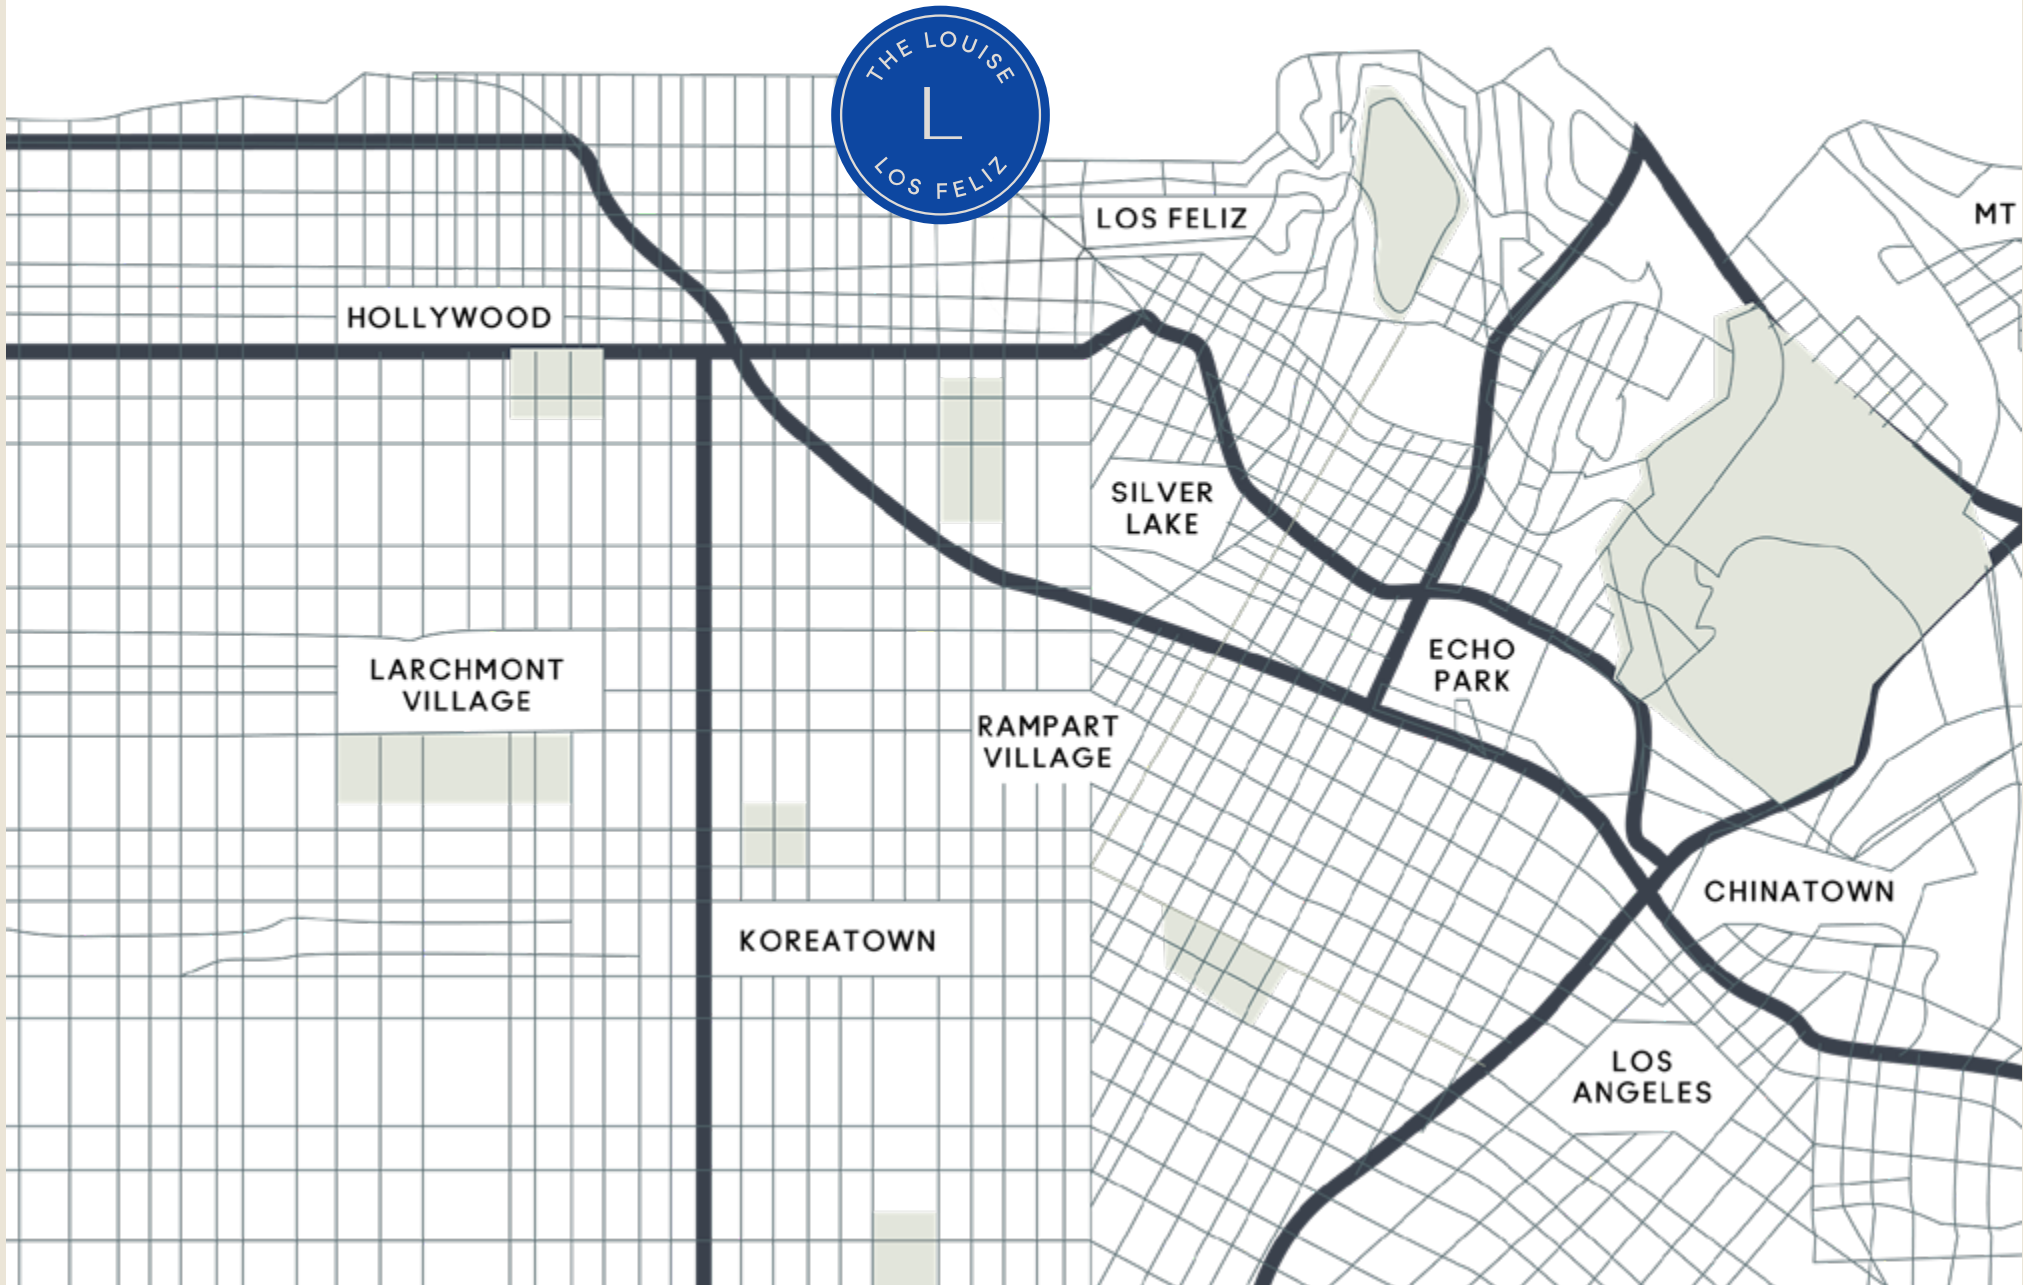 THE LOUISE
L
LOS FELIZ
LOS FELIZ
MT
HOLLYWOOD
SILVER
LAKE
ECHO
PARK
LARCHMONT
VILLAGE
RAMPART
VILLAGE
CHINATOWN
KOREATOWN
LOS
ANGELES